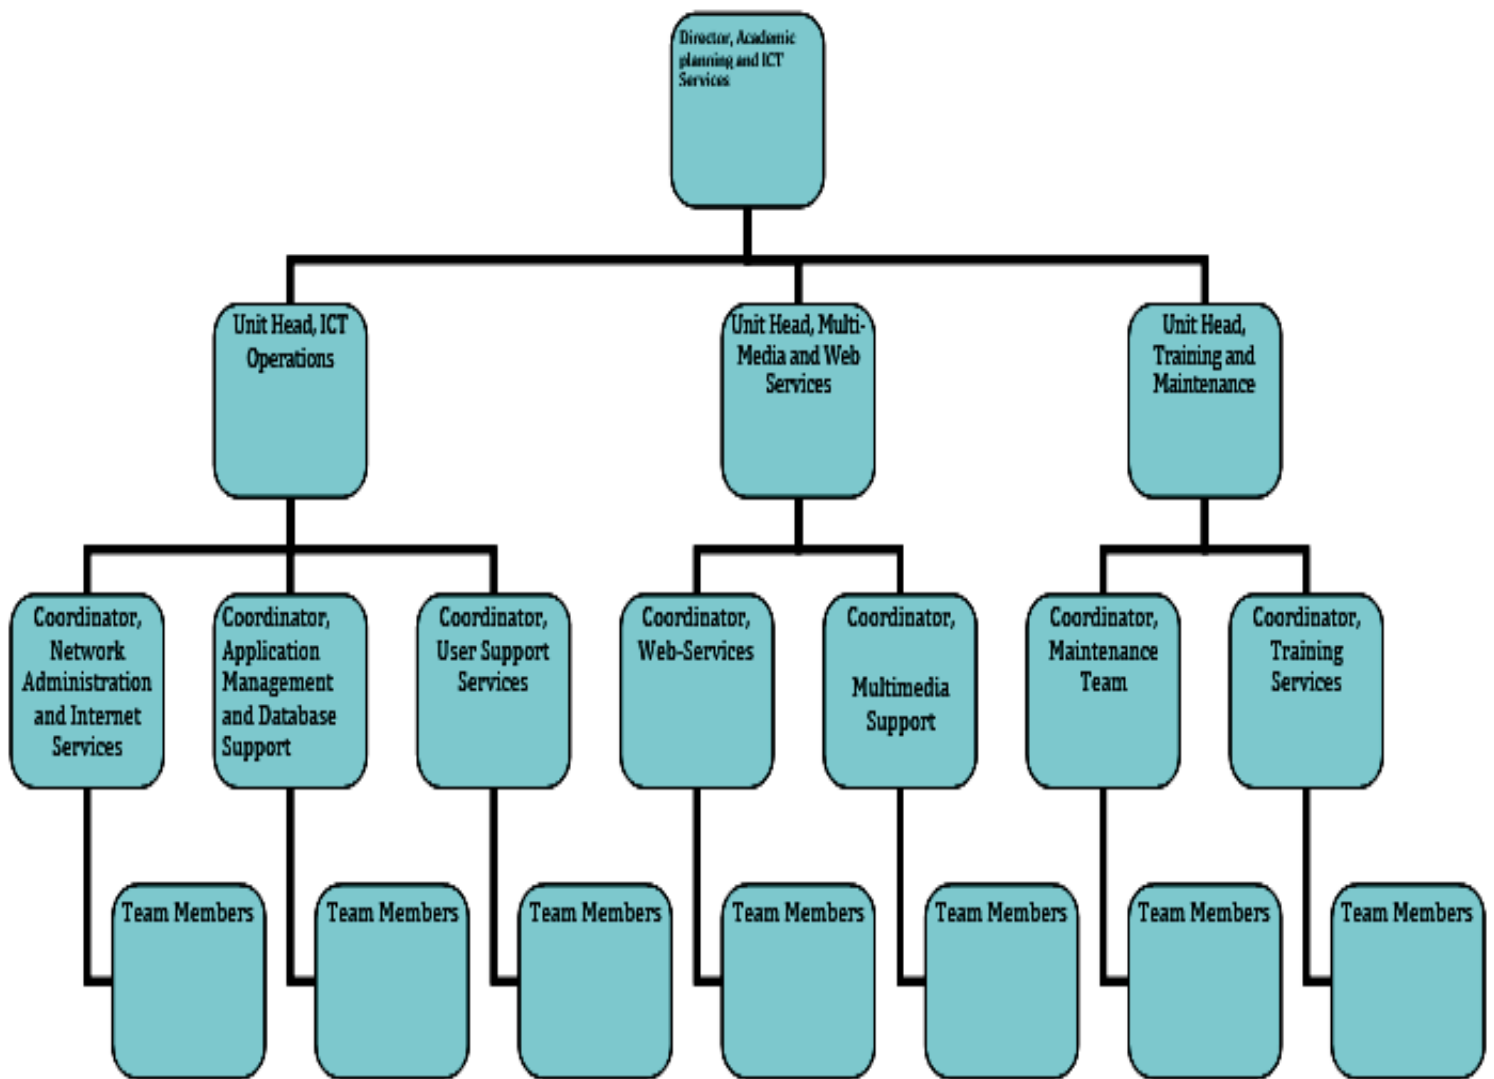 Director, Academic
planning and ICT
Services
Unit Head, ICT
Operations
Unit Head, Multi-
Media and Web
Services
Unit Head,
Training and
Maintenance
Coordinator,
Network
Administration
and Internet
Services
Coordinator,
Application
Management
and Database
Support
Coordinator,
User Support
Services
Coordinator,
Web-Services
Coordinator,
Multimedia
Support
Coordinator,
Maintenance
Team
Coordinator,
Training
Services
Team Members
Team Members
Team Members
Team Members
Team Members
Team Members
Team Members